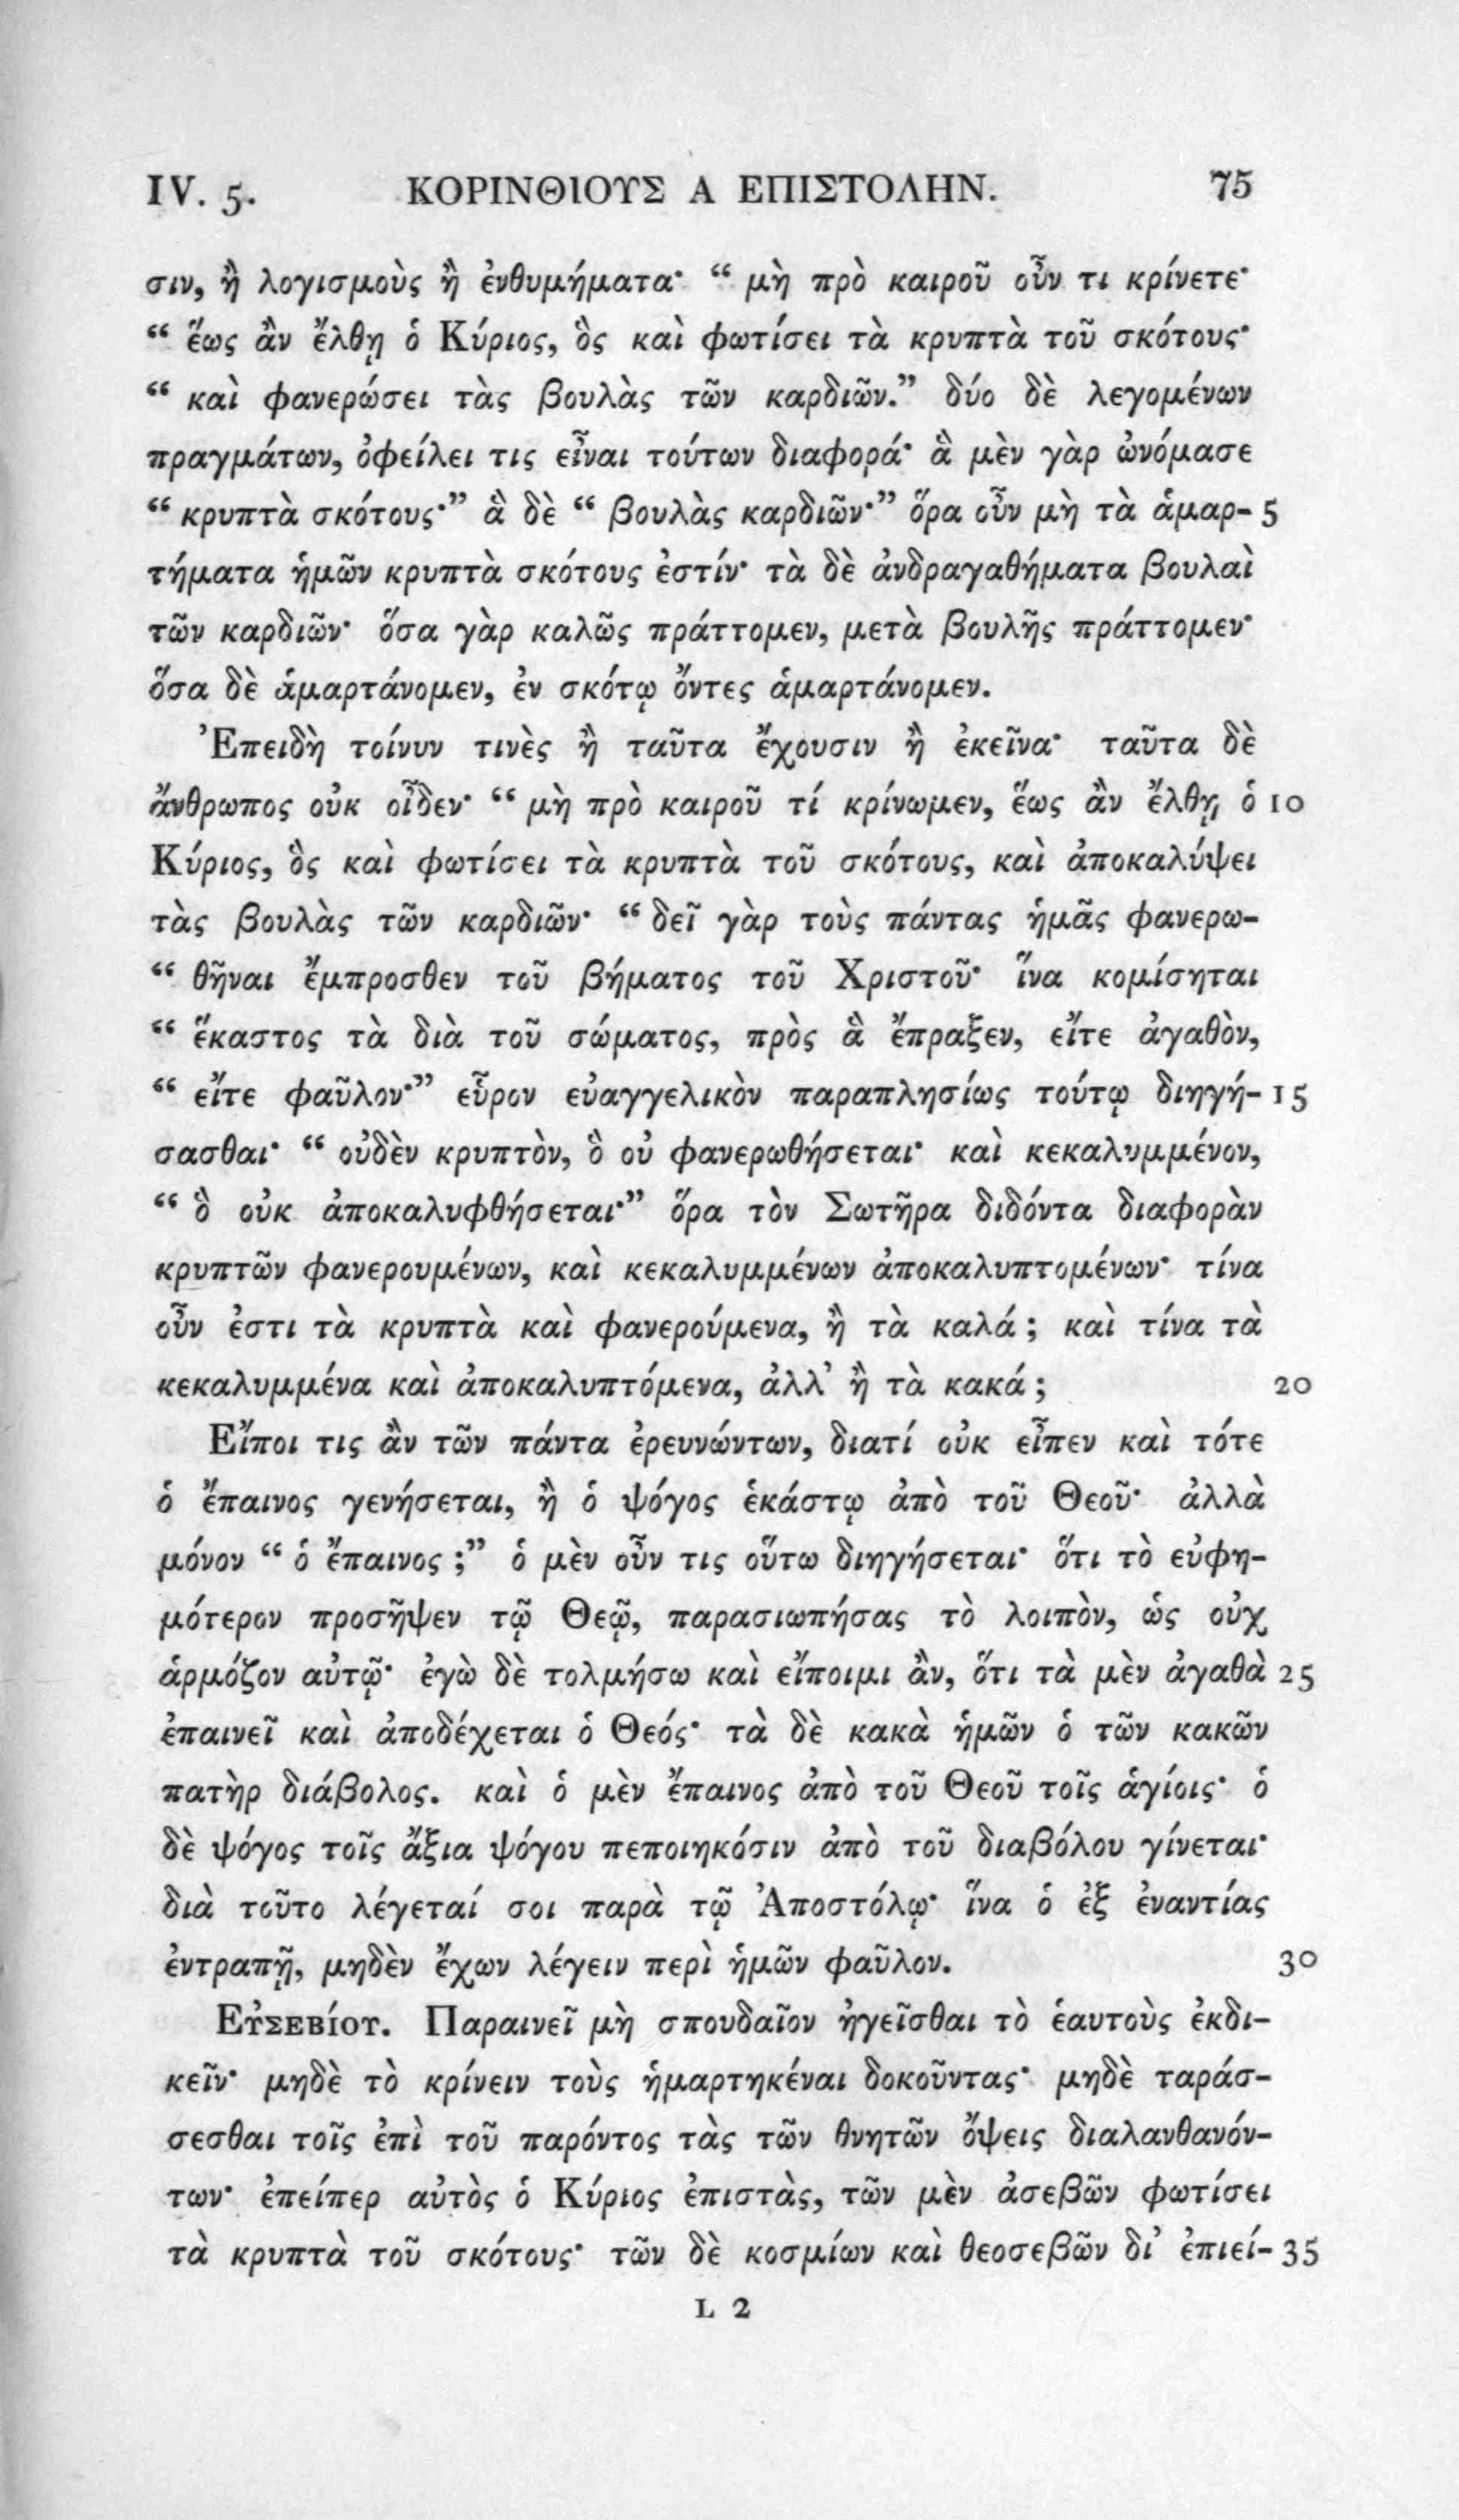 IV. 5. ΚΟΡΙΝΘΙΟΥΣ Α ΕΠΙΣΤΟΛΗΝ. 75
σιν, ἢ λογισμοὺς ἢ ἐνθυμήματα· “ μὴ πρὸ καιροῦ οὖν τι κρίνετε·
“ ἕως ἂν ἔλθῃ ὁ Κύριος, ὃς καὶ φωτίσει τὰ κρυπτὰ τοῦ σκότους·
“ καὶ φανερώσει τὰς βουλὰς τῶν καρδιῶν.” δύο δὲ λεγομένων
πραγμάτων, ὀφείλει τις εἶναι τούτων διαφορά· ἃ μὲν γὰρ ὠνόμασε
“ κρυπτὰ σκότους·” ἃ δὲ “ βουλὰς καρδιῶν·” ὅρα οὖν μὴ τὰ ἁμαρ- 5
τήματα ἡμῶν κρυπτὰ σκότους ἐστίν· τὰ δὲ ἀνδραγαθήματα βουλαὶ
τῶν καρδιῶν· ὅσα γὰρ καλῶς πράττομεν, μετὰ βουλῆς πράττομεν·
ὅσα δὲ ἁμαρτάνομεν, ἐν σκότῳ ὄντες ἁμαρτάνομεν.
Ἐπειδὴ τοίνυν τινὲς ἢ ταῦτα ἔχουσιν ἢ ἐκεῖνα· ταῦτα δὲ
ἄνθρωπος οὐκ οἶδεν· “ μὴ πρὸ καιροῦ τί κρίνωμεν, ἕως ἂν ἔλθῃ ὁ 10
Κύριος, ὃς καὶ φωτίσει τὰ κρυπτὰ τοῦ σκότους, καὶ ἀποκαλύψει
τὰς βουλὰς τῶν καρδιῶν· “ δεῖ γὰρ τοὺς πάντας ἡμᾶς φανερω-
“ θῆναι ἔμπροσθεν τοῦ βήματος τοῦ Χριστοῦ· ἵνα κομίσηται
“ ἕκαστος τὰ διὰ τοῦ σώματος, πρὸς ἃ ἔπραξεν, εἴτε ἀγαθὸν,
“ εἴτε φαῦλον·” εὗρον εὐαγγελικὸν παραπλησίως τούτῳ διηγή- 15
σασθαι· “ οὐδὲν κρυπτὸν, ὃ οὐ φανερωθήσεται· καὶ κεκαλυμμένον,
“ ὃ οὐκ ἀποκαλυφθήσεται·” ὅρα τὸν Σωτῆρα διδόντα διαφορὰν
κρυπτῶν φανερουμένων, καὶ κεκαλυμμένων ἀποκαλυπτομένων· τίνα
οὖν ἐστι τὰ κρυπτὰ καὶ φανερούμενα, ἢ τὰ καλά ; καὶ τίνα τὰ
κεκαλυμμένα καὶ ἀποκαλυπτόμενα, ἀλλ’ ἢ τὰ κακά ; 20
Εἴποι τις ἂν τῶν πάντα ἐρευνώντων, διατί οὐκ εἶπεν καὶ τότε
ὁ ἔπαινος γενήσεται, ἢ ὁ ψόγος ἑκάστῳ ἀπὸ τοῦ Θεοῦ· ἀλλὰ
μόνον “ ὁ ἔπαινος ;” ὁ μὲν οὖν τις οὕτω διηγήσεται· ὅτι τὸ εὐφη-
μότερον προσῆψεν τῷ Θεῷ, παρασιωπήσας τὸ λοιπὸν, ὡς οὐχ
ἁρμόζον αὐτῷ· ἐγὼ δὲ τολμήσω καὶ εἴποιμι ἂν, ὅτι τὰ μὲν ἀγαθὰ 25
ἐπαινεῖ καὶ ἀποδέχεται ὁ Θεός· τὰ δὲ κακὰ ἡμῶν ὁ τῶν κακῶν
πατὴρ διάβολος. καὶ ὁ μὲν ἔπαινος ἀπὸ τοῦ Θεοῦ τοῖς ἁγίοις· ὁ
δὲ ψόγος τοῖς ἄξια ψόγου πεποιηκόσιν ἀπὸ τοῦ διαβόλου γίνεται·
διὰ τοῦτο λέγεταί σοι παρὰ τῷ Ἀποστόλῳ· ἵνα ὁ ἐξ ἐναντίας
ἐντραπῇ, μηδὲν ἔχων λέγειν περὶ ἡμῶν φαῦλον. 30
Εὐσεβίου. Παραινεῖ μὴ σπουδαῖον ἡγεῖσθαι τὸ ἑαυτοὺς ἐκδι-
κεῖν· μηδὲ τὸ κρίνειν τοὺς ἡμαρτηκέναι δοκοῦντας· μηδὲ ταράσ-
σεσθαι τοῖς ἐπὶ τοῦ παρόντος τὰς τῶν θνητῶν ὄψεις διαλανθανόν-
των· ἐπείπερ αὐτὸς ὁ Κύριος ἐπιστὰς, τῶν μὲν ἀσεβῶν φωτίσει
τὰ κρυπτὰ τοῦ σκότους· τῶν δὲ κοσμίων καὶ θεοσεβῶν δι’ ἐπιεί- 35
L 2